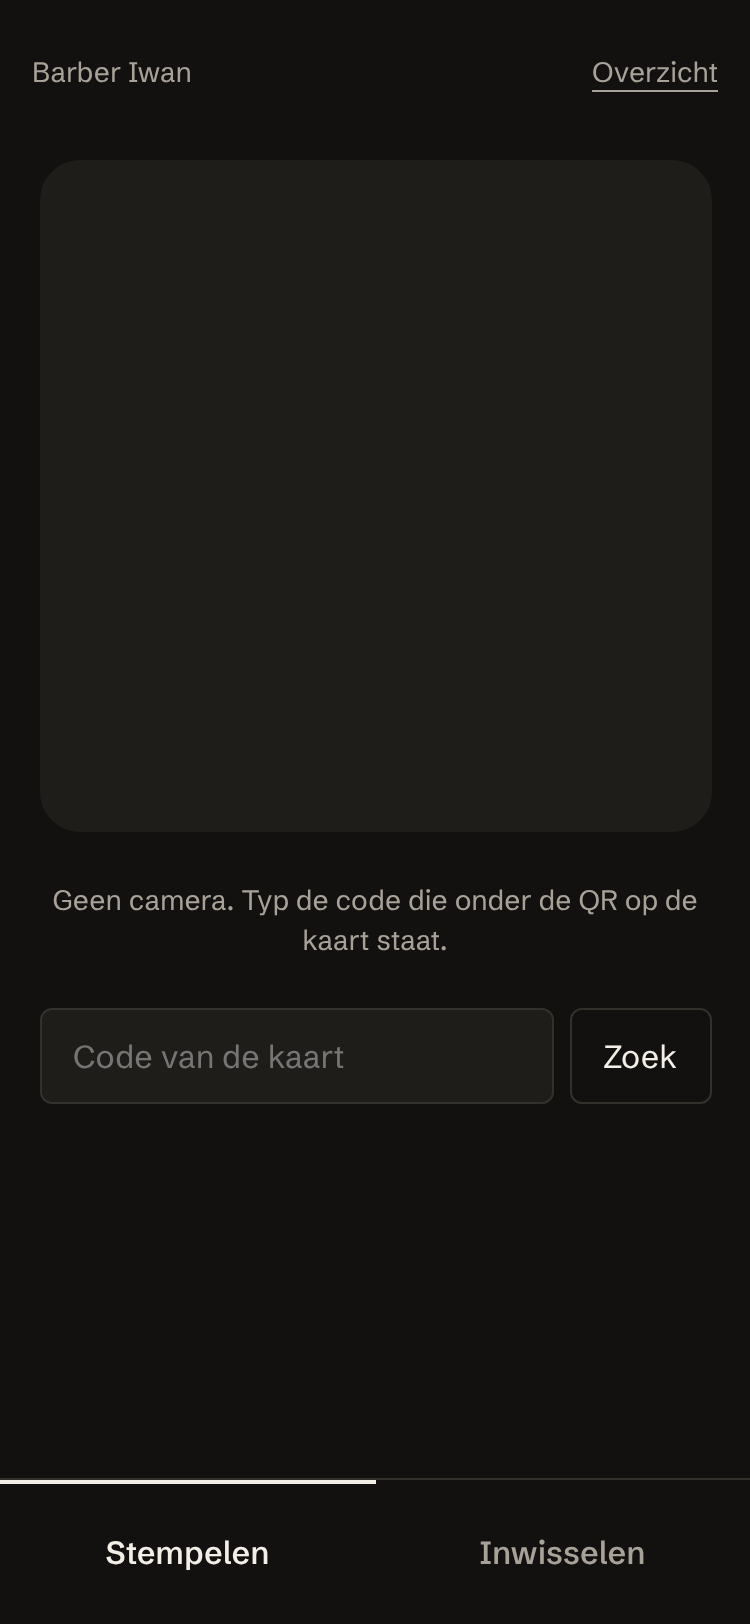 Barber Iwan
Overzicht
Geen camera. Typ de code die onder de QR op de
kaart staat.
Code van de kaart
Zoek
Stempelen
Inwisselen